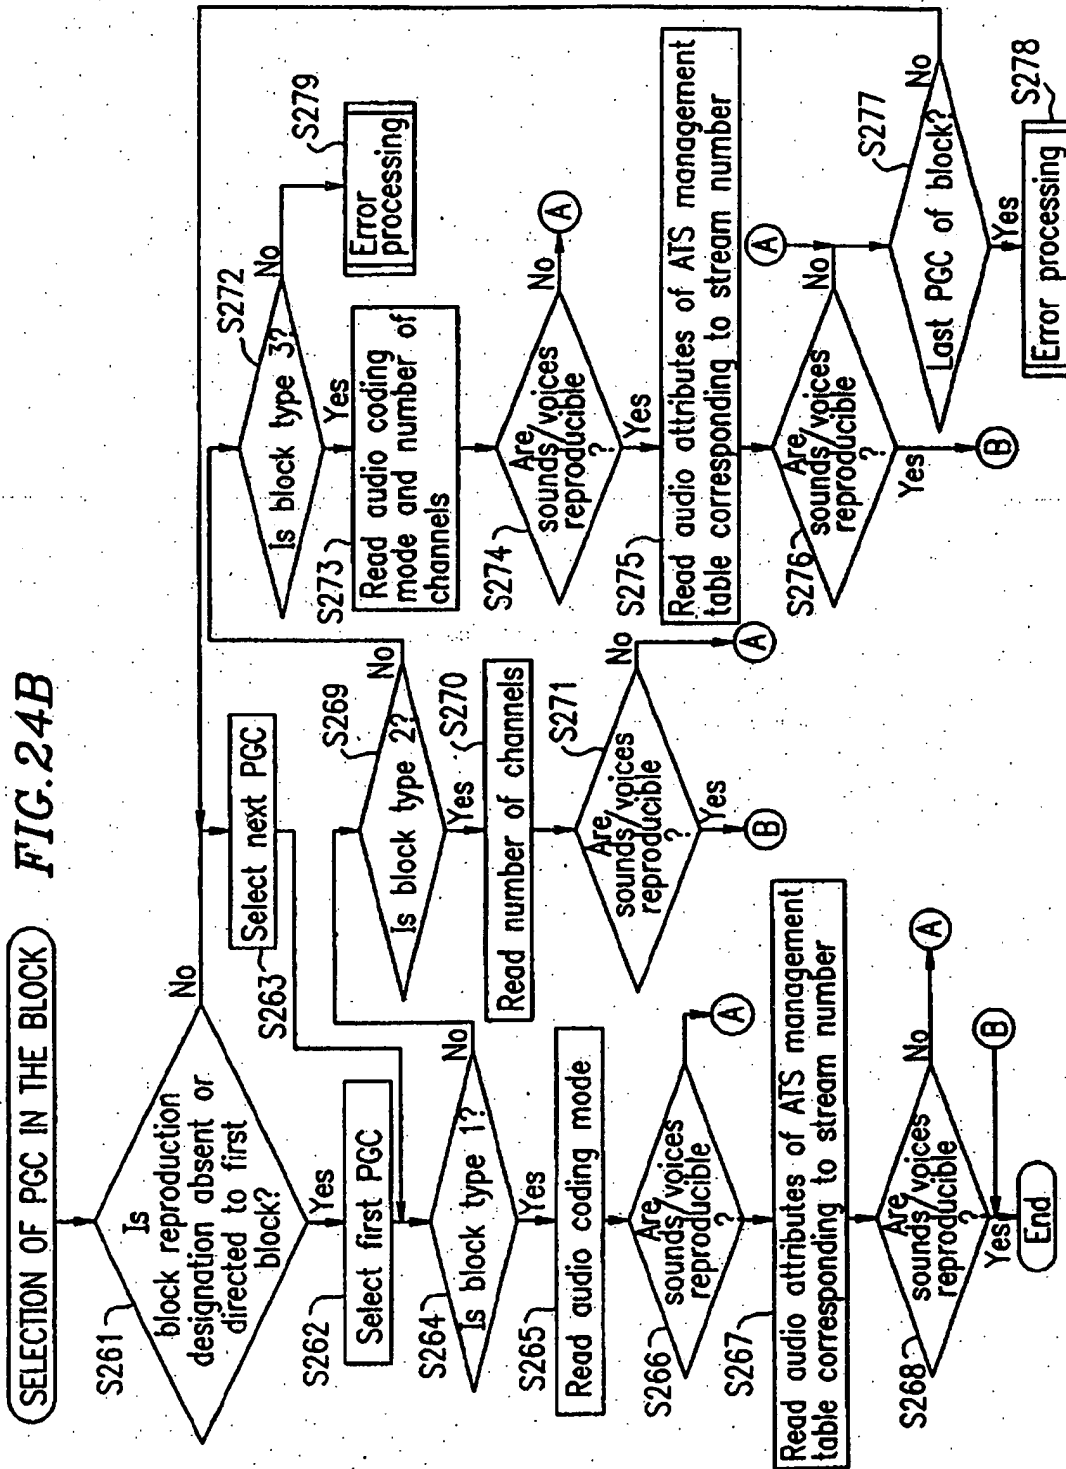 FIG.24B
SELECTION OF PGC IN THE BLOCK
S261
Is
block reproduction
designation absent or
directed to first
block?
No
Yes
S262
Select first PGC
S263
Select next PGC
S264
Is block type 1?
No
Yes
S265
Read audio coding mode
S266
Are
sounds/voices
reproducible
?
A
S267
Read audio attributes of ATS management
table corresponding to stream number
S268
Are
sounds/voices
reproducible
?
No
A
Yes
B
End
S269
Is block type 2?
No
Yes
S270
Read number of channels
S271
Are
sounds/voices
reproducible
?
No
A
Yes
B
S272
Is block type 3?
No
S279
Error
processing
Yes
S273
Read audio coding
mode and number of
channels
S274
Are
sounds/voices
reproducible
?
No
A
Yes
S275
Read audio attributes of ATS management
table corresponding to stream number
S276
Are
sounds/voices
reproducible
?
No
A
Yes
B
S277
Last PGC of block?
No
Yes
S278
Error processing